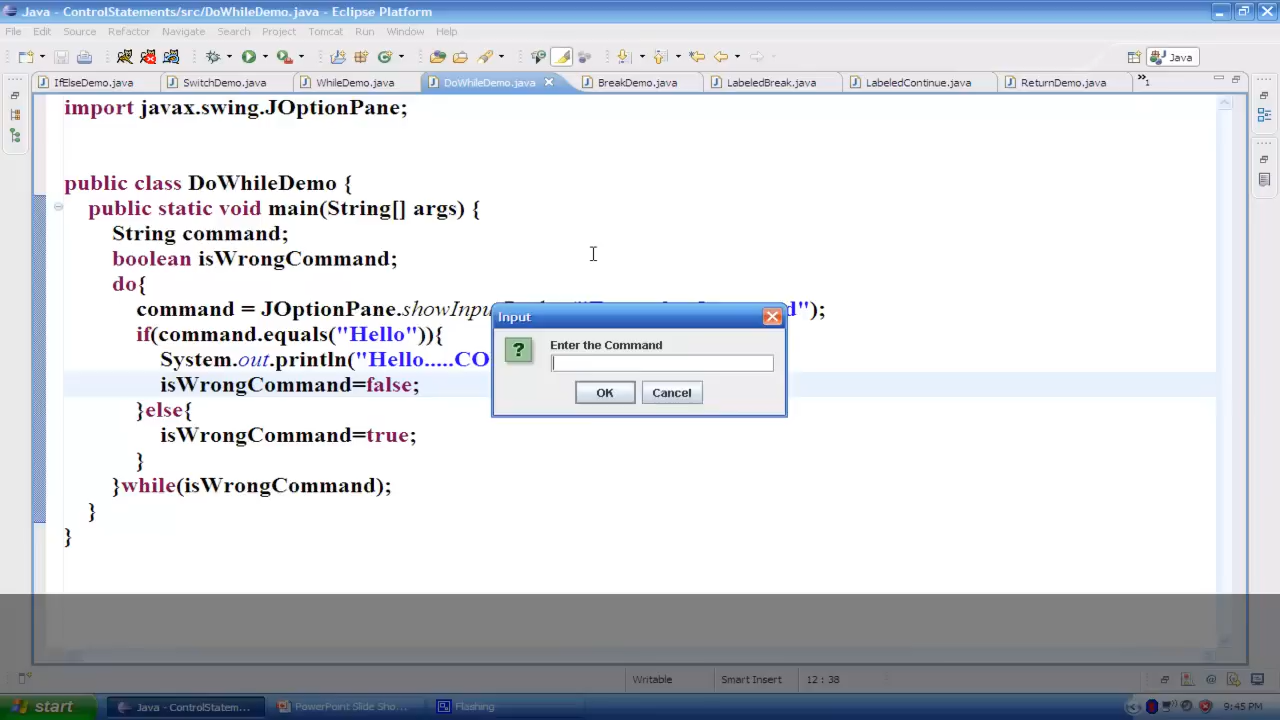 Java - ControlStatements/src/DoWhileDemo.java - Eclipse Platform
File Edit Source Refactor Navigate Search Project Tomcat Run Window Help
Java
IfElseDemo.java SwitchDemo.java WhileDemo.java DoWhileDemo.java BreakDemo.java LabeledBreak.java LabeledContinue.java ReturnDemo.java »1
import javax.swing.JOptionPane;
public class DoWhileDemo {
public static void main(String[] args) {
String command;
boolean isWrongCommand;
do{
command = JOptionPane.showInpu d");
if(command.equals("Hello")){
System.out.println("Hello.....CO
isWrongCommand=false;
}else{
isWrongCommand=true;
}
}while(isWrongCommand);
}
}
Input
Enter the Command
OK Cancel
Writable Smart Insert 12 : 38
start Java - ControlStatem... PowerPoint Slide Sho... Flashing 9:45 PM